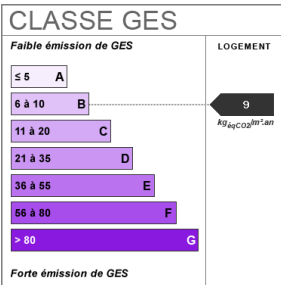 CLASSE GES
Faible émission de GES
LOGEMENT
≤ 5 A
6 à 10 B
9
kgéqCO2/m².an
11 à 20 C
21 à 35 D
36 à 55 E
56 à 80 F
> 80 G
Forte émission de GES